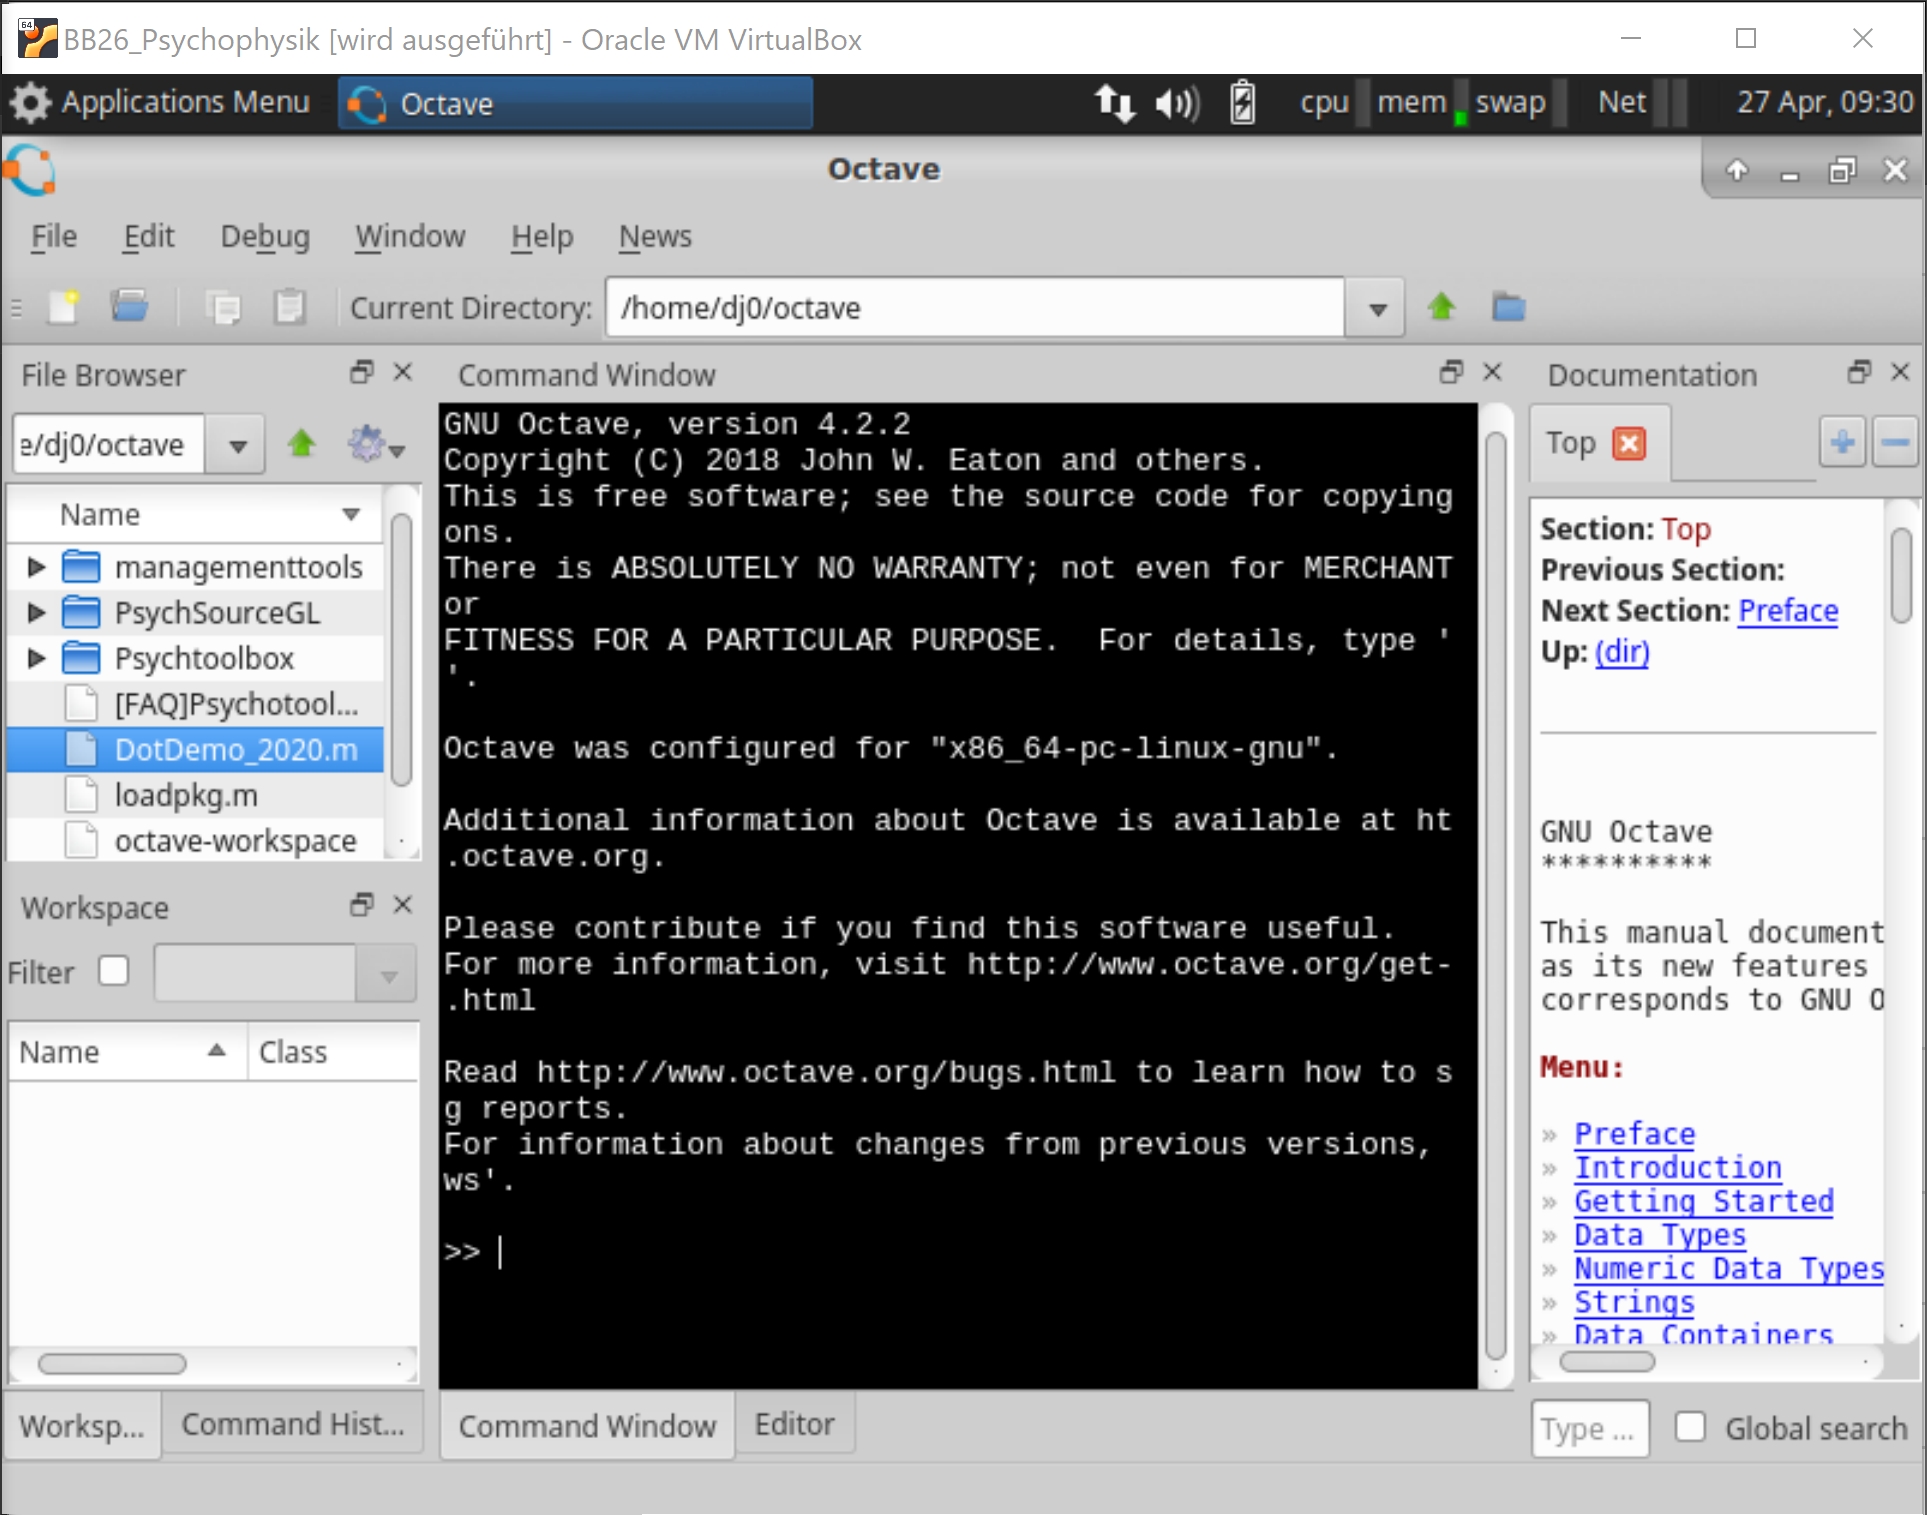 64
BB26_Psychophysik [wird ausgeführt] - Oracle VM VirtualBox
Applications Menu
Octave
cpu mem swap Net 27 Apr, 09:30
Octave
File Edit Debug Window Help News
Current Directory: /home/dj0/octave
File Browser
e/dj0/octave
Name
managementtools
PsychSourceGL
Psychtoolbox
[FAQ]Psychotool...
DotDemo_2020.m
loadpkg.m
octave-workspace
Workspace
Filter
Name Class
Worksp... Command Hist...
Command Window
GNU Octave, version 4.2.2
Copyright (C) 2018 John W. Eaton and others.
This is free software; see the source code for copying
ons.
There is ABSOLUTELY NO WARRANTY; not even for MERCHANT
or
FITNESS FOR A PARTICULAR PURPOSE.  For details, type '
'.
Octave was configured for "x86_64-pc-linux-gnu".
Additional information about Octave is available at ht
.octave.org.
Please contribute if you find this software useful.
For more information, visit http://www.octave.org/get-
.html
Read http://www.octave.org/bugs.html to learn how to s
g reports.
For information about changes from previous versions,
ws'.
>>
Command Window Editor
Documentation
Top
Section: Top
Previous Section:
Next Section: Preface
Up: (dir)
GNU Octave
**********
This manual document
as its new features
corresponds to GNU O
Menu:
» Preface
» Introduction
» Getting Started
» Data Types
» Numeric Data Types
» Strings
» Data Containers
Type ... Global search